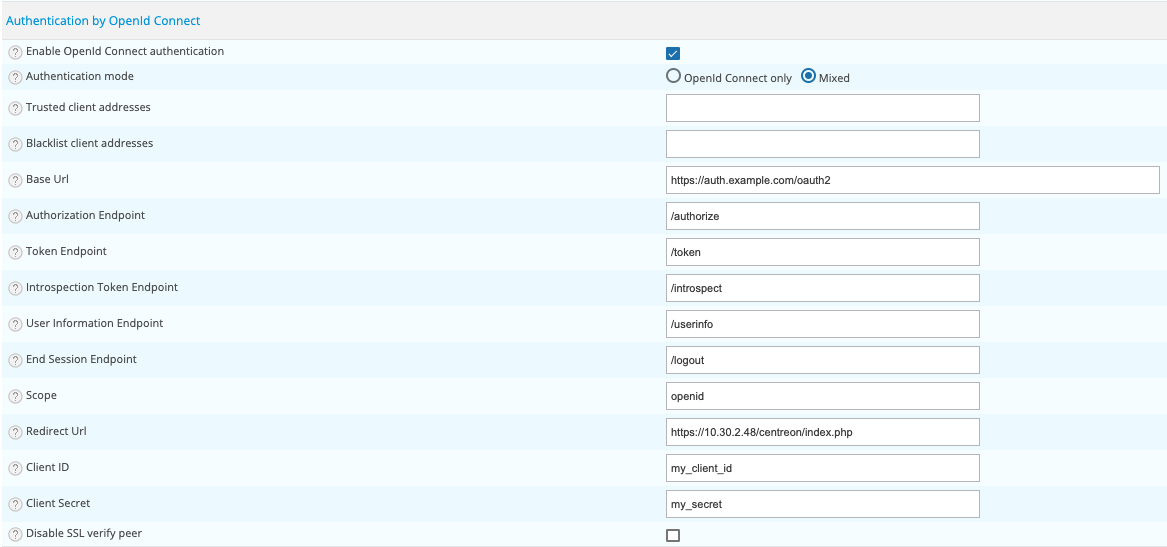 Authentication by OpenId Connect
? Enable OpenId Connect authentication
? Authentication mode OpenId Connect only Mixed
? Trusted client addresses
? Blacklist client addresses
? Base Url https://auth.example.com/oauth2
? Authorization Endpoint /authorize
? Token Endpoint /token
? Introspection Token Endpoint /introspect
? User Information Endpoint /userinfo
? End Session Endpoint /logout
? Scope openid
? Redirect Url https://10.30.2.48/centreon/index.php
? Client ID my_client_id
? Client Secret my_secret
? Disable SSL verify peer